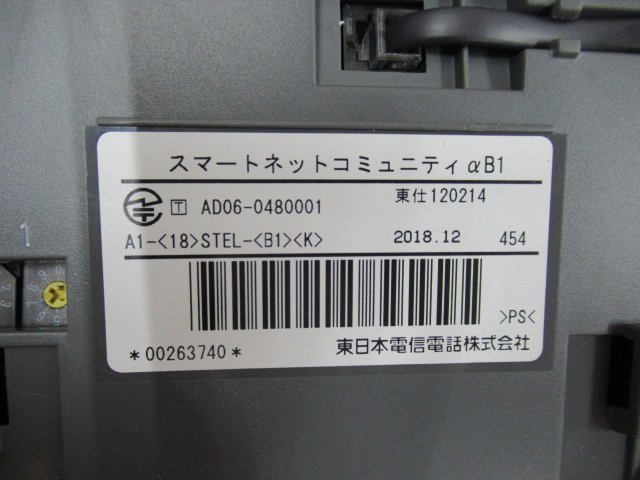 スマートネットコミュニティαB1
T AD06-0480001 東仕120214
A1-<18>STEL-<B1><K> 2018.12 454
>PS<
*00263740* 東日本電信電話株式会社
1